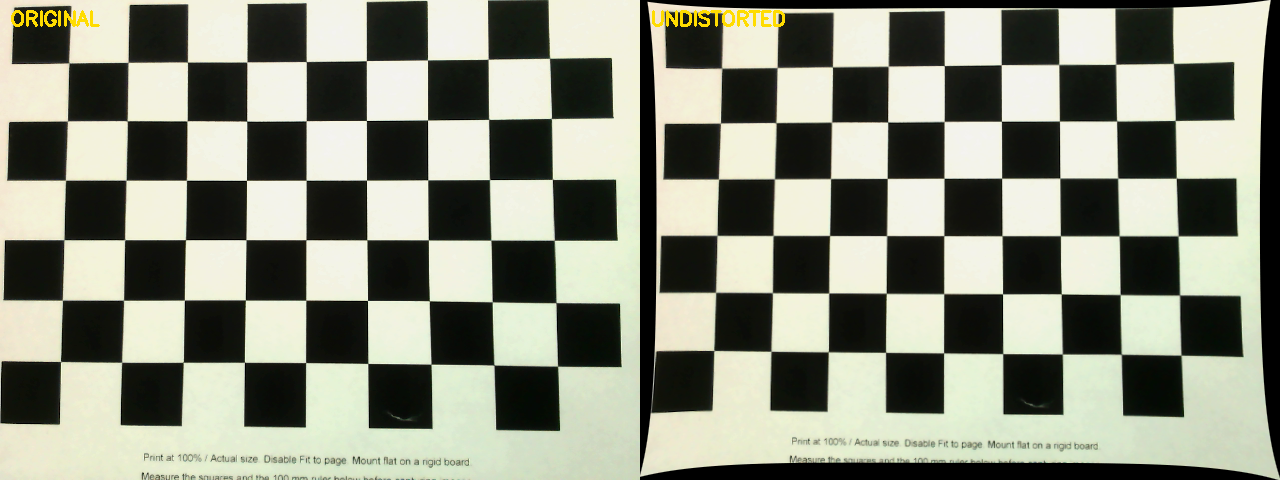 ORIGINAL
UNDISTORTED
Print at 100% / Actual size. Disable Fit to page. Mount flat on a rigid board.
Print at 100% / Actual size. Disable Fit to page. Mount flat on a rigid board.
Measure the squares and the 100 mm ruler below before
Measure the squares and the 100 mm ruler below before